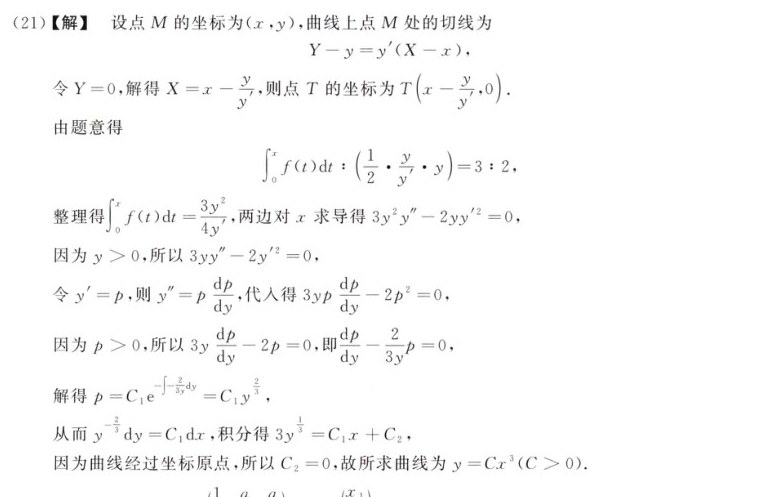 (21)【解】 设点 M 的坐标为(x,y),曲线上点 M 处的切线为
Y−y=y′(X−x),
令 Y=0,解得 X=x−y/y′,则点 T 的坐标为 T(x−y/y′,0).
由题意得
∫₀ˣ f(t)dt:(1/2·y/y′·y)=3:2,
整理得∫₀ˣ f(t)dt=3y²/4y′,两边对 x 求导得 3y²y″−2yy′²=0,
因为 y>0,所以 3yy″−2y′²=0,
令 y′=p,则 y″=p dp/dy,代入得 3yp dp/dy−2p²=0,
因为 p>0,所以 3y dp/dy−2p=0,即 dp/dy−2/3y p=0,
解得 p=C₁e^(−∫−2/3y dy)=C₁y^(2/3),
从而 y^(−2/3)dy=C₁dx,积分得 3y^(1/3)=C₁x+C₂,
因为曲线经过坐标原点,所以 C₂=0,故所求曲线为 y=Cx³(C>0).